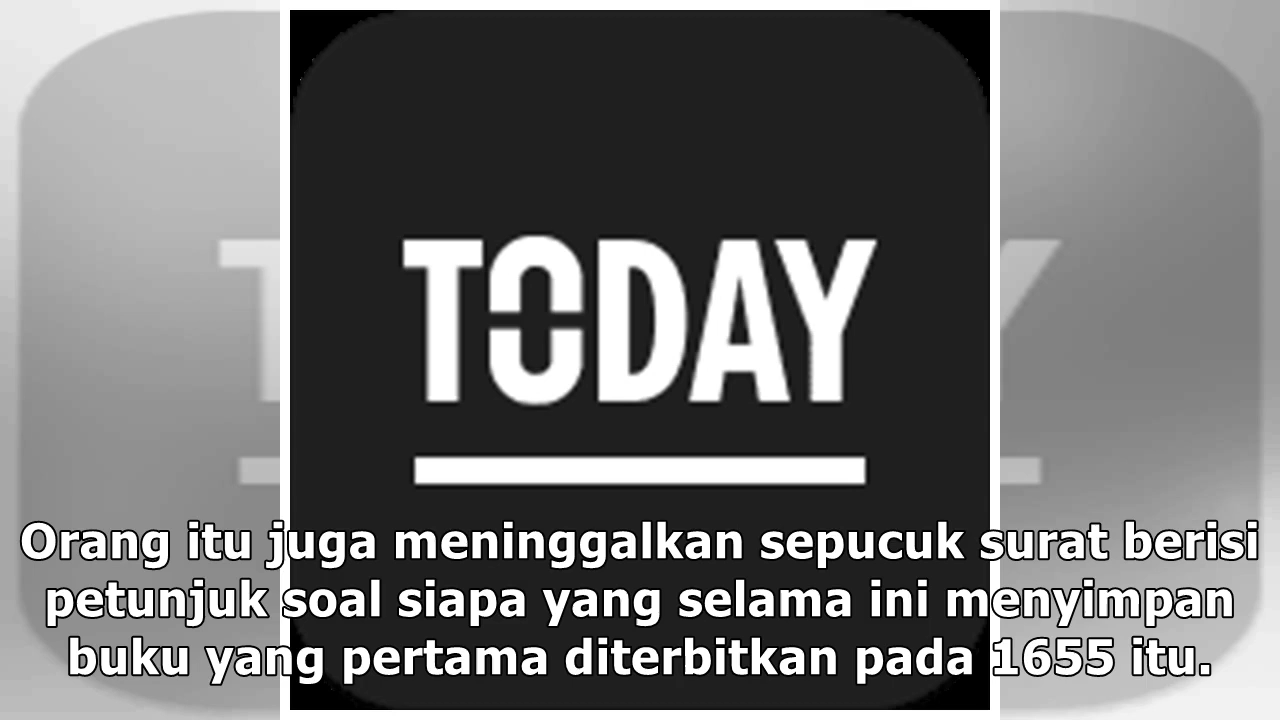 TODAY
Orang itu juga meninggalkan sepucuk surat berisi
petunjuk soal siapa yang selama ini menyimpan
buku yang pertama diterbitkan pada 1655 itu.